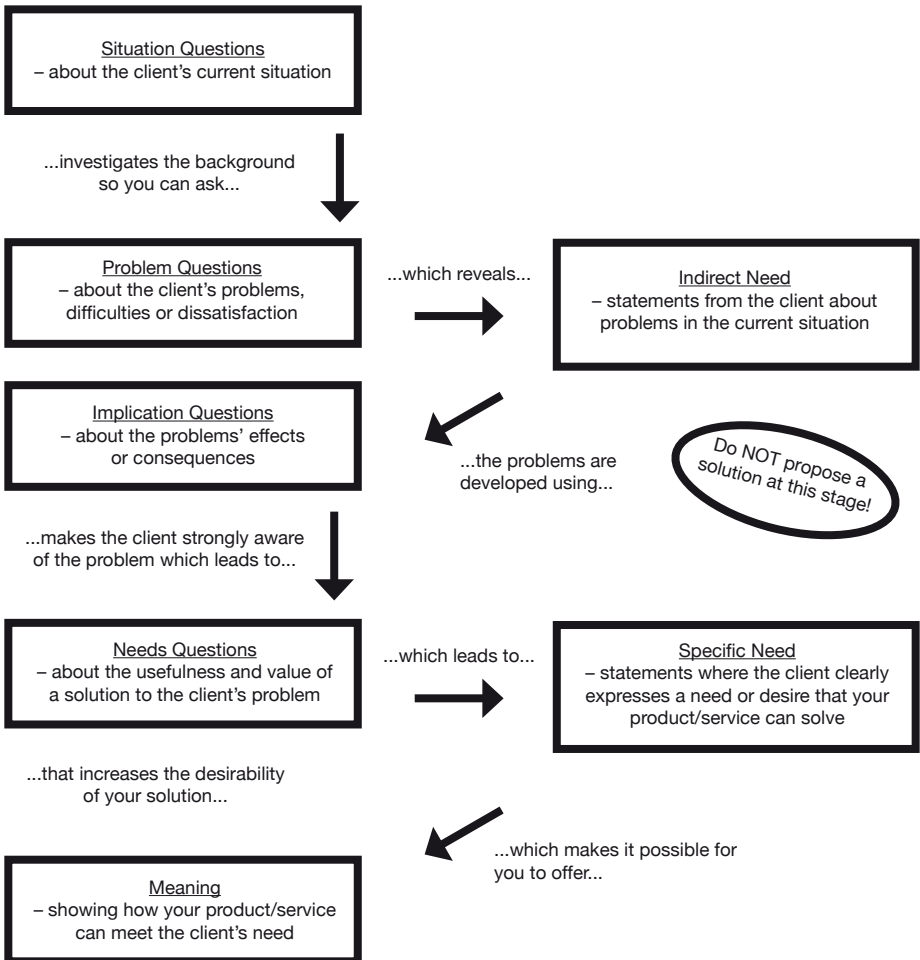 Situation Questions
– about the client’s current situation
...investigates the background
so you can ask...
Problem Questions
– about the client’s problems,
difficulties or dissatisfaction
...which reveals...
Indirect Need
– statements from the client about
problems in the current situation
Implication Questions
– about the problems’ effects
or consequences
...the problems are
developed using...
Do NOT propose a
solution at this stage!
...makes the client strongly aware
of the problem which leads to...
Needs Questions
– about the usefulness and value of
a solution to the client’s problem
...which leads to...
Specific Need
– statements where the client clearly
expresses a need or desire that your
product/service can solve
...that increases the desirability
of your solution...
...which makes it possible for
you to offer...
Meaning
– showing how your product/service
can meet the client’s need